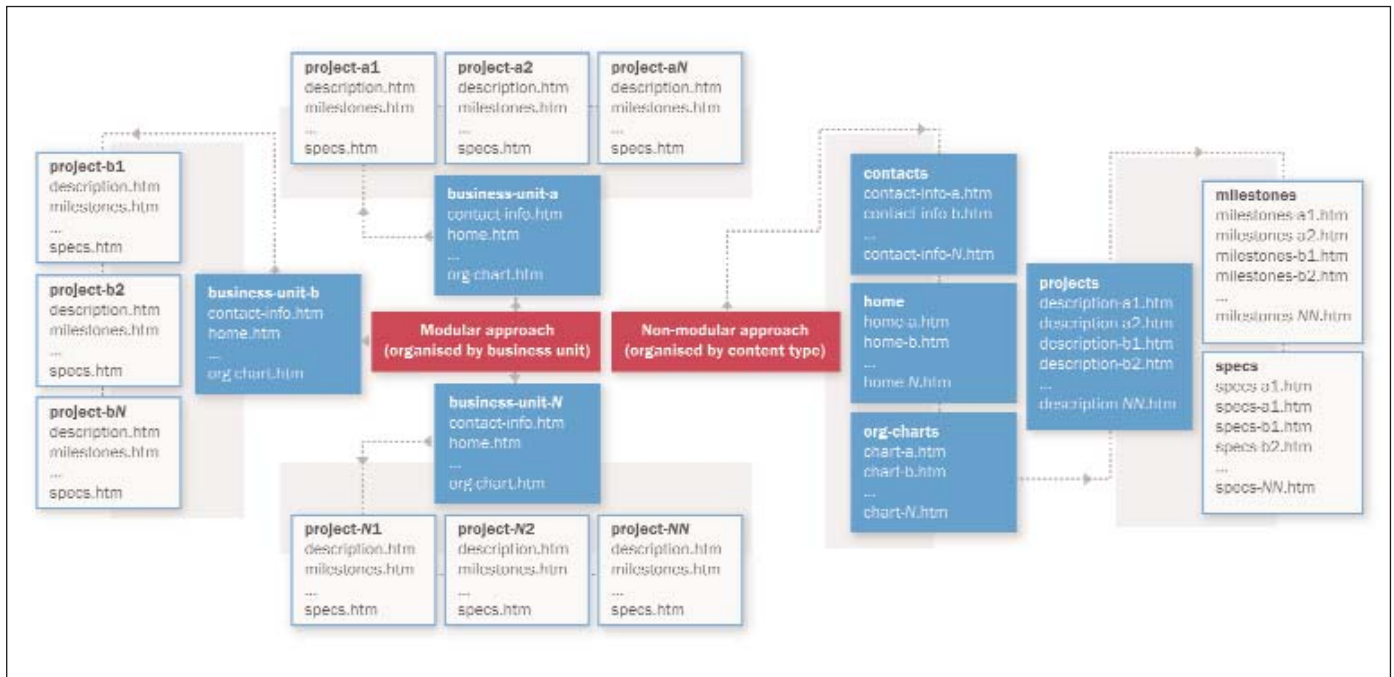 project-a1
description.htm
milestones.htm
...
specs.htm
project-a2
description.htm
milestones.htm
...
specs.htm
project-aN
description.htm
milestones.htm
...
specs.htm
project-b1
description.htm
milestones.htm
...
specs.htm
project-b2
description.htm
milestones.htm
...
specs.htm
project-bN
description.htm
milestones.htm
...
specs.htm
business-unit-a
contact-info.htm
home.htm
...
org-chart.htm
business-unit-b
contact-info.htm
home.htm
...
org-chart.htm
Modular approach
(organised by business unit)
business-unit-N
contact-info.htm
home.htm
...
org-chart.htm
project-N1
description.htm
milestones.htm
...
specs.htm
project-N2
description.htm
milestones.htm
...
specs.htm
project-NN
description.htm
milestones.htm
...
specs.htm
Non-modular approach
(organised by content type)
contacts
contact-info-a.htm
contact-info-b.htm
...
contact-info-N.htm
home
home-a.htm
home-b.htm
...
home-N.htm
org-charts
chart-a.htm
chart-b.htm
...
chart-N.htm
projects
description-a1.htm
description-a2.htm
description-b1.htm
description-b2.htm
...
description-NN.htm
milestones
milestones-a1.htm
milestones-a2.htm
milestones-b1.htm
milestones-b2.htm
...
milestones-NN.htm
specs
specs-a1.htm
specs-a1.htm
specs-b1.htm
specs-b2.htm
...
specs-NN.htm